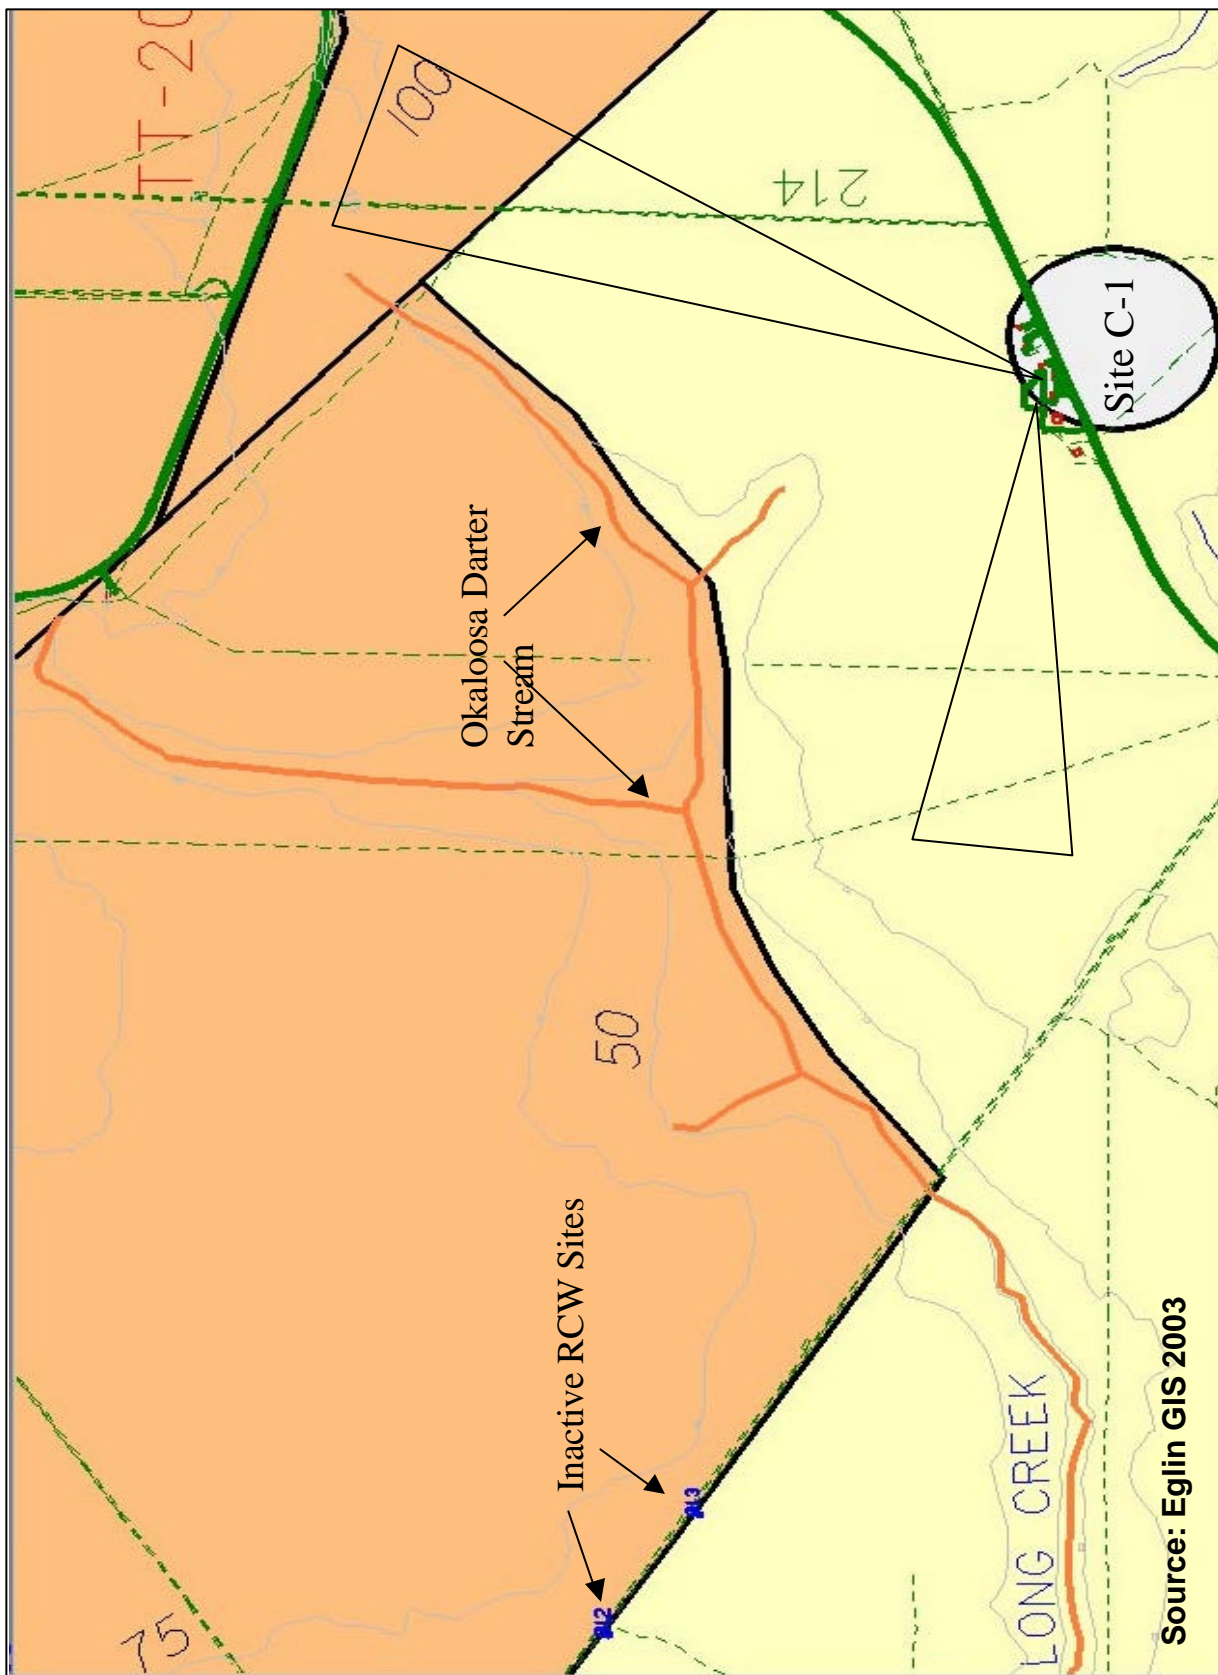 75
TT-20
100
Okaloosa Darter
Stream
Inactive RCW Sites
50
214
LONG CREEK
Site C-1
Source: Eglin GIS 2003